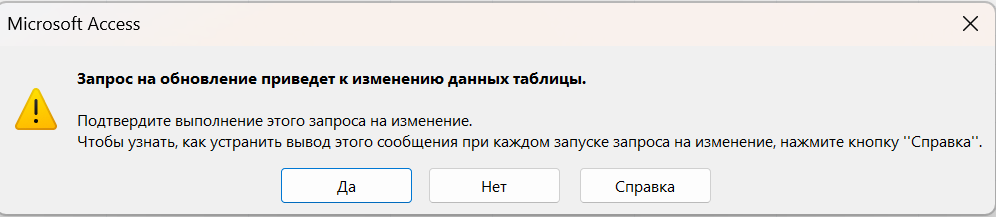 Microsoft Access
Запрос на обновление приведет к изменению данных таблицы.
Подтвердите выполнение этого запроса на изменение.
Чтобы узнать, как устранить вывод этого сообщения при каждом запуске запроса на изменение, нажмите кнопку "Справка".
Да
Нет
Справка